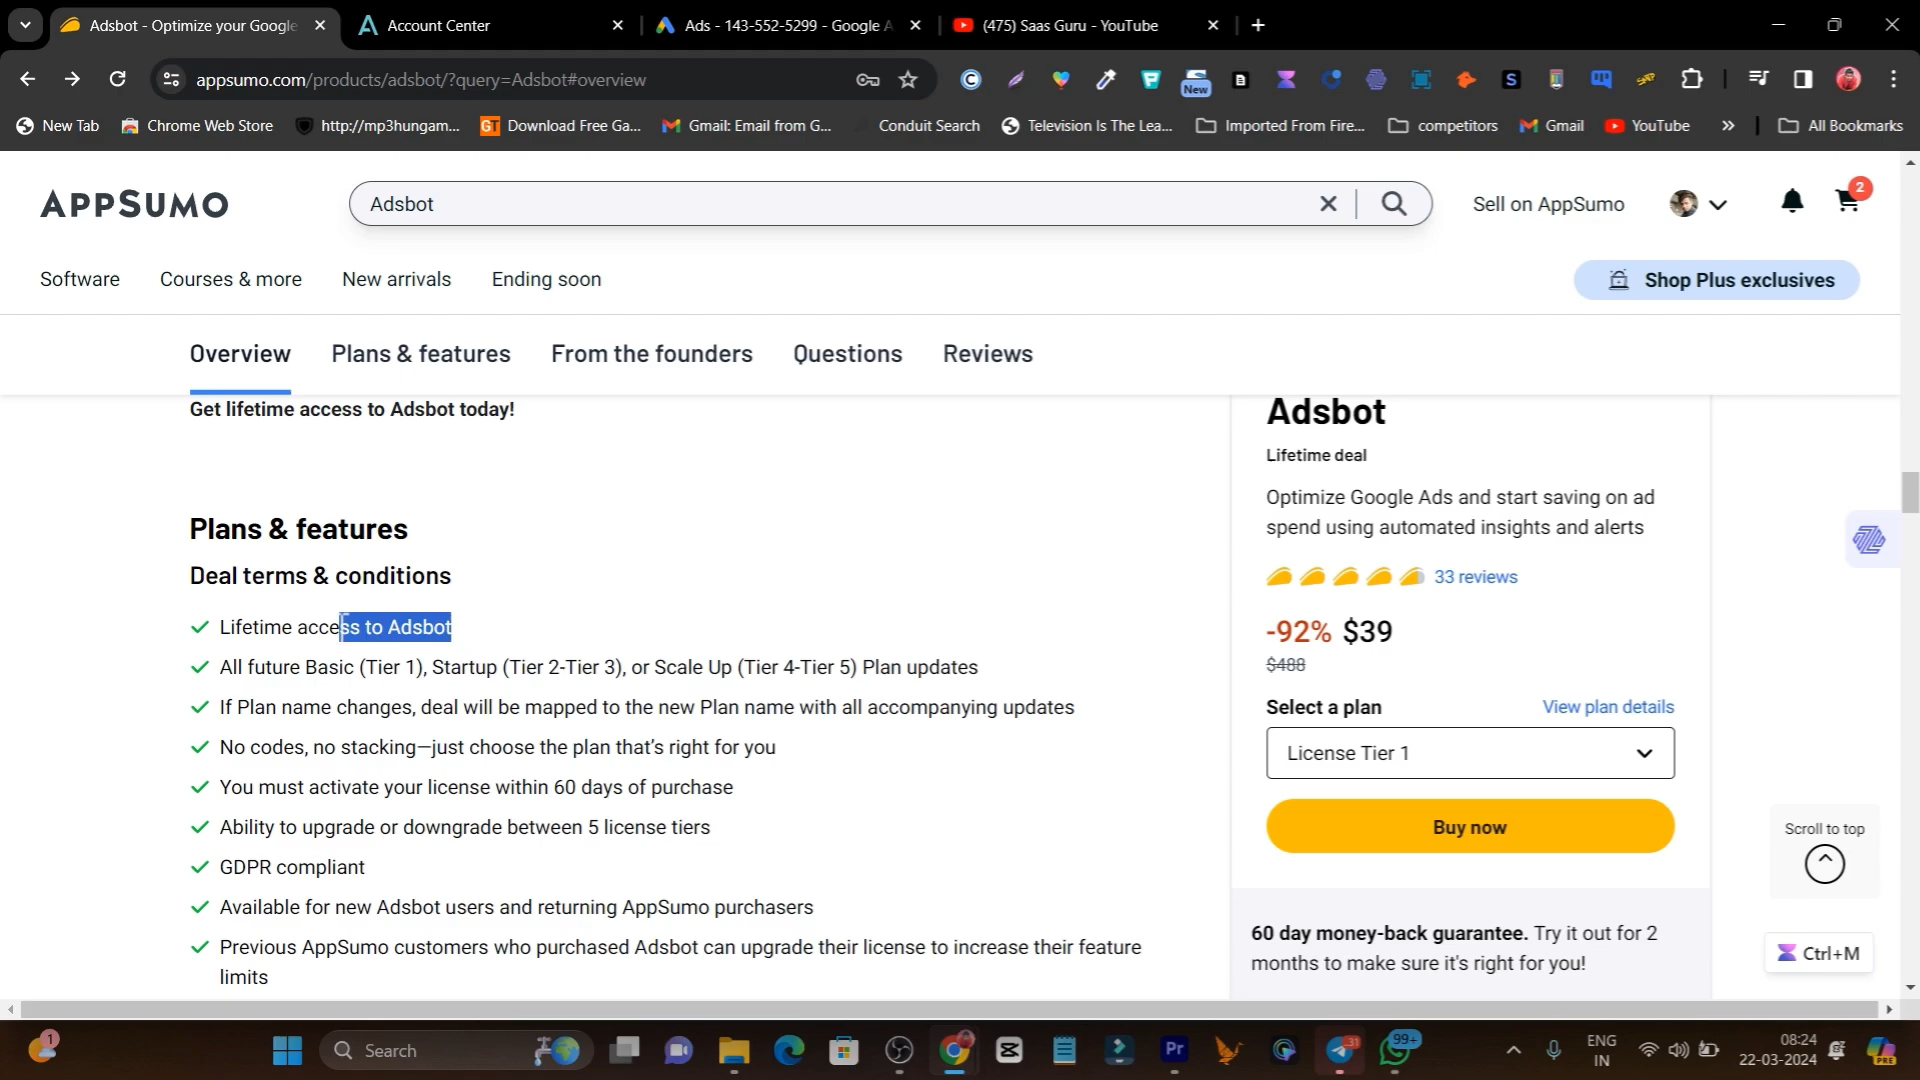 Adsbot - Optimize your Google
Account Center
Ads - 143-552-5299 - Google A
(475) Saas Guru - YouTube
appsumo.com/products/adsbot/?query=Adsbot#overview
New
New Tab
Chrome Web Store
http://mp3hungam...
GT Download Free Ga...
Gmail: Email from G...
Conduit Search
Television Is The Lea...
Imported From Fire...
competitors
Gmail
YouTube
»
All Bookmarks
APPSUMO
Adsbot
Sell on AppSumo
2
Software
Courses & more
New arrivals
Ending soon
Shop Plus exclusives
Overview
Plans & features
From the founders
Questions
Reviews
Get lifetime access to Adsbot today!
Plans & features
Deal terms & conditions
Lifetime access to Adsbot
All future Basic (Tier 1), Startup (Tier 2-Tier 3), or Scale Up (Tier 4-Tier 5) Plan updates
If Plan name changes, deal will be mapped to the new Plan name with all accompanying updates
No codes, no stacking—just choose the plan that's right for you
You must activate your license within 60 days of purchase
Ability to upgrade or downgrade between 5 license tiers
GDPR compliant
Available for new Adsbot users and returning AppSumo purchasers
Previous AppSumo customers who purchased Adsbot can upgrade their license to increase their feature
limits
Adsbot
Lifetime deal
Optimize Google Ads and start saving on ad
spend using automated insights and alerts
33 reviews
-92% $39
$488
Select a plan
View plan details
License Tier 1
Buy now
60 day money-back guarantee. Try it out for 2
months to make sure it's right for you!
Scroll to top
Ctrl+M
1
Search
Pr
31
99+
ENG
IN
08:24
22-03-2024
PRE